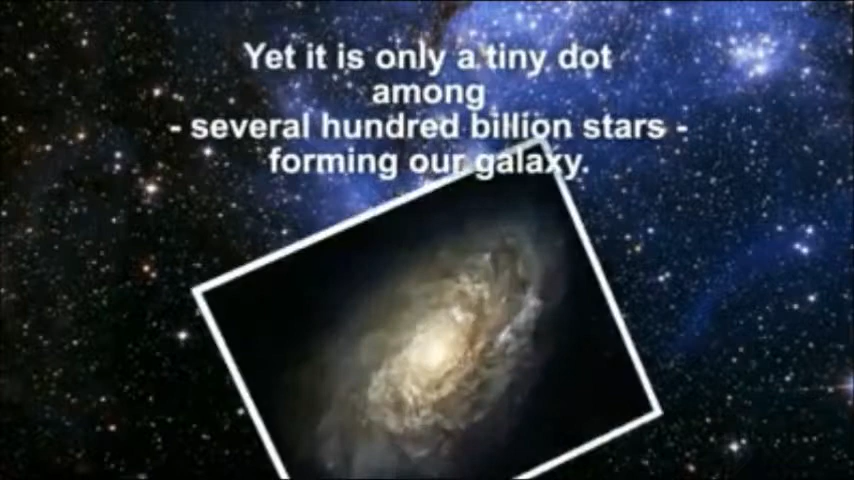 Yet it is only a tiny dot
among
- several hundred billion stars -
forming our galaxy.